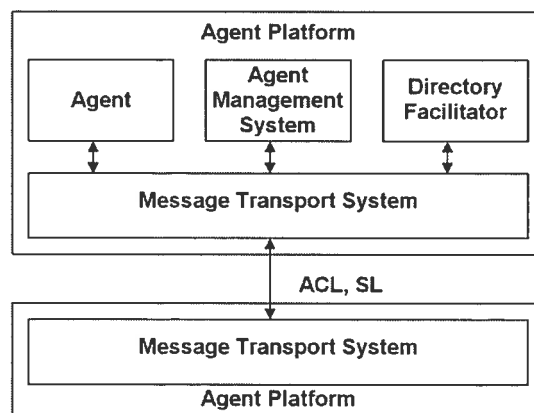 Agent Platform
Agent
Agent
Management
System
Directory
Facilitator
Message Transport System
ACL, SL
Message Transport System
Agent Platform